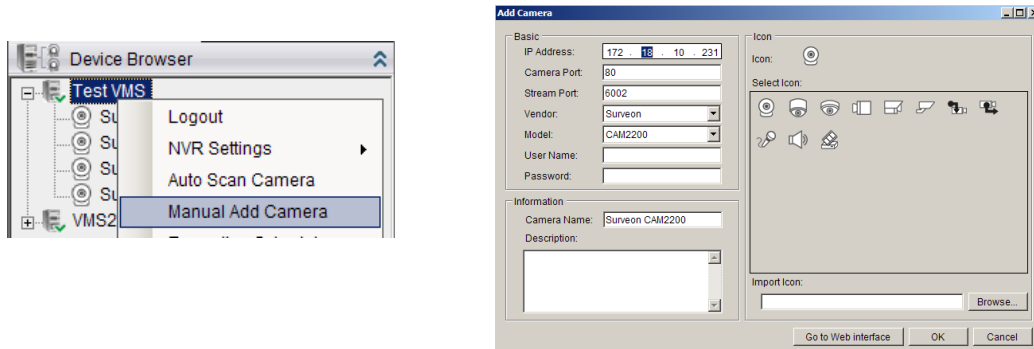 Device Browser
Test VMS
Su
Su
Su
Su
VMS2
Logout
NVR Settings
Auto Scan Camera
Manual Add Camera
Add Camera
Basic
IP Address: 172 . 18 . 10 . 231
Camera Port: 80
Stream Port: 6002
Vendor: Surveon
Model: CAM2200
User Name:
Password:
Information
Camera Name: Surveon CAM2200
Description:
Icon
Icon:
Select Icon:
Import Icon:
Browse...
Go to Web interface OK Cancel